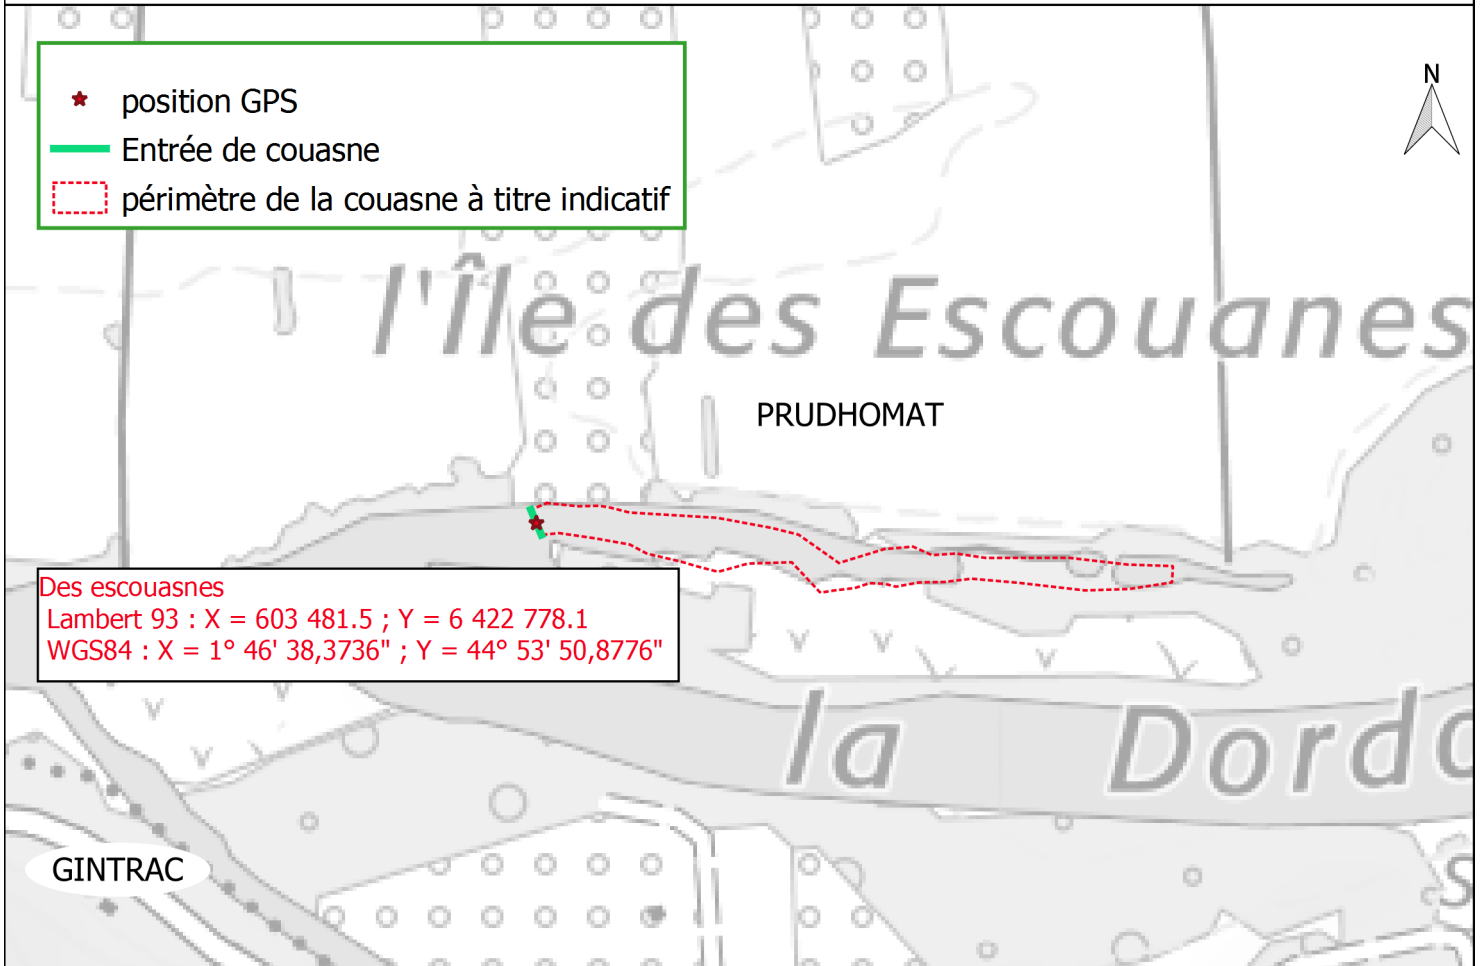 N
position GPS
Entrée de couasne
périmètre de la couasne à titre indicatif
l'Île des Escouanes
PRUDHOMAT
Des escouasnes
Lambert 93 : X = 603 481.5 ; Y = 6 422 778.1
WGS84 : X = 1° 46' 38,3736" ; Y = 44° 53' 50,8776"
la Dordo
GINTRAC
s